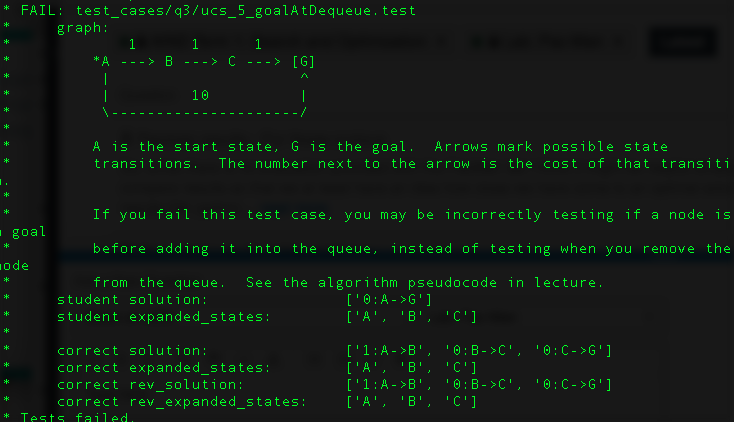 * FAIL: test_cases/q3/ucs_5_goalAtDequeue.test
*     graph:
*             1      1      1
*         *A ---> B ---> C ---> [G]
*          |                     ^
*          |          10         |
*          \---------------------/
*
*         A is the start state, G is the goal.  Arrows mark possible state
*         transitions.  The number next to the arrow is the cost of that transiti
n.
*
*         If you fail this test case, you may be incorrectly testing if a node is
a goal
*         before adding it into the queue, instead of testing when you remove the
node
*         from the queue.  See the algorithm pseudocode in lecture.
*     student solution:               ['0:A->G']
*     student expanded_states:        ['A', 'B', 'C']
*
*     correct solution:               ['1:A->B', '0:B->C', '0:C->G']
*     correct expanded_states:        ['A', 'B', 'C']
*     correct rev_solution:           ['1:A->B', '0:B->C', '0:C->G']
*     correct rev_expanded_states:    ['A', 'B', 'C']
* Tests failed.